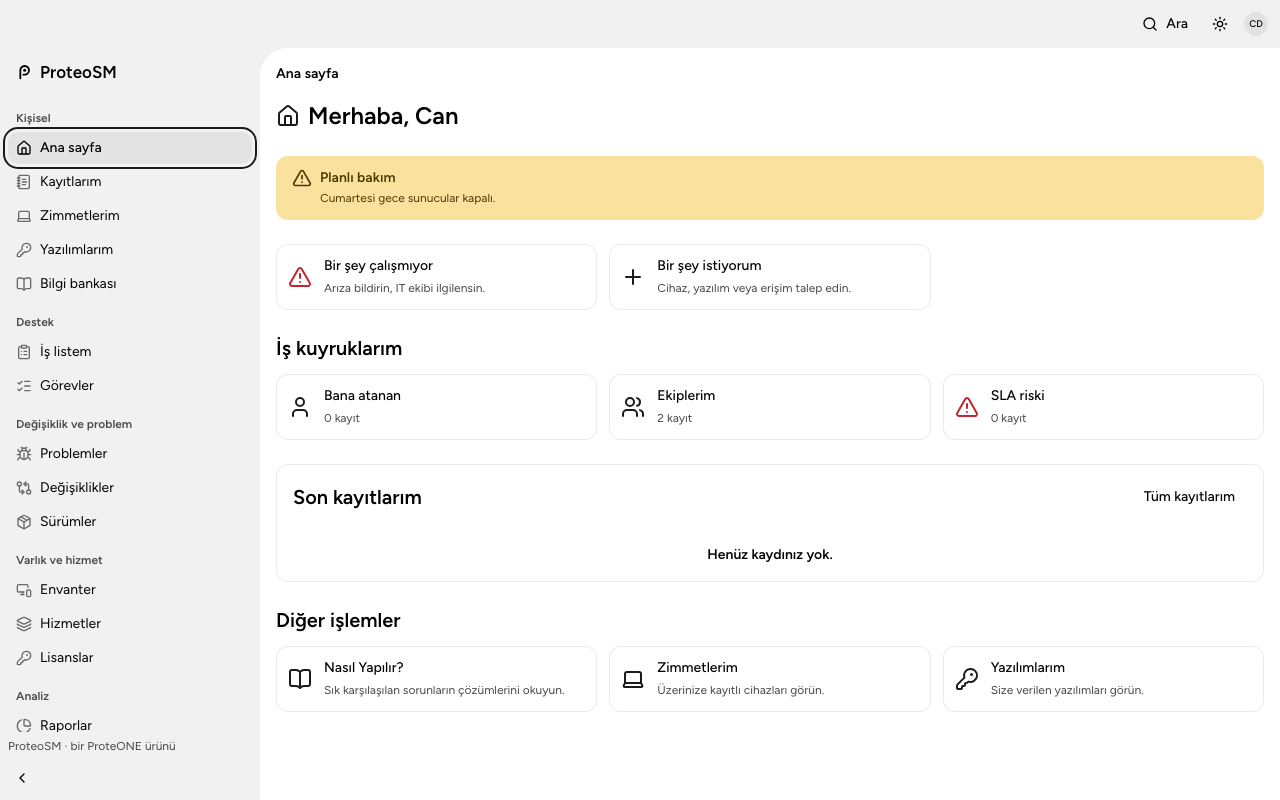 Ara
CD
ProteoSM
Kişisel
Ana sayfa
Kayıtlarım
Zimmetlerim
Yazılımlarım
Bilgi bankası
Destek
İş listem
Görevler
Değişiklik ve problem
Problemler
Değişiklikler
Sürümler
Varlık ve hizmet
Envanter
Hizmetler
Lisanslar
Analiz
Raporlar
ProteoSM · bir ProteONE ürünü
Ana sayfa
Merhaba, Can
Planlı bakım
Cumartesi gece sunucular kapalı.
Bir şey çalışmıyor
Arıza bildirin, IT ekibi ilgilensin.
Bir şey istiyorum
Cihaz, yazılım veya erişim talep edin.
İş kuyruklarım
Bana atanan
0 kayıt
Ekiplerim
2 kayıt
SLA riski
0 kayıt
Son kayıtlarım
Tüm kayıtlarım
Henüz kaydınız yok.
Diğer işlemler
Nasıl Yapılır?
Sık karşılaşılan sorunların çözümlerini okuyun.
Zimmetlerim
Üzerinize kayıtlı cihazları görün.
Yazılımlarım
Size verilen yazılımları görün.